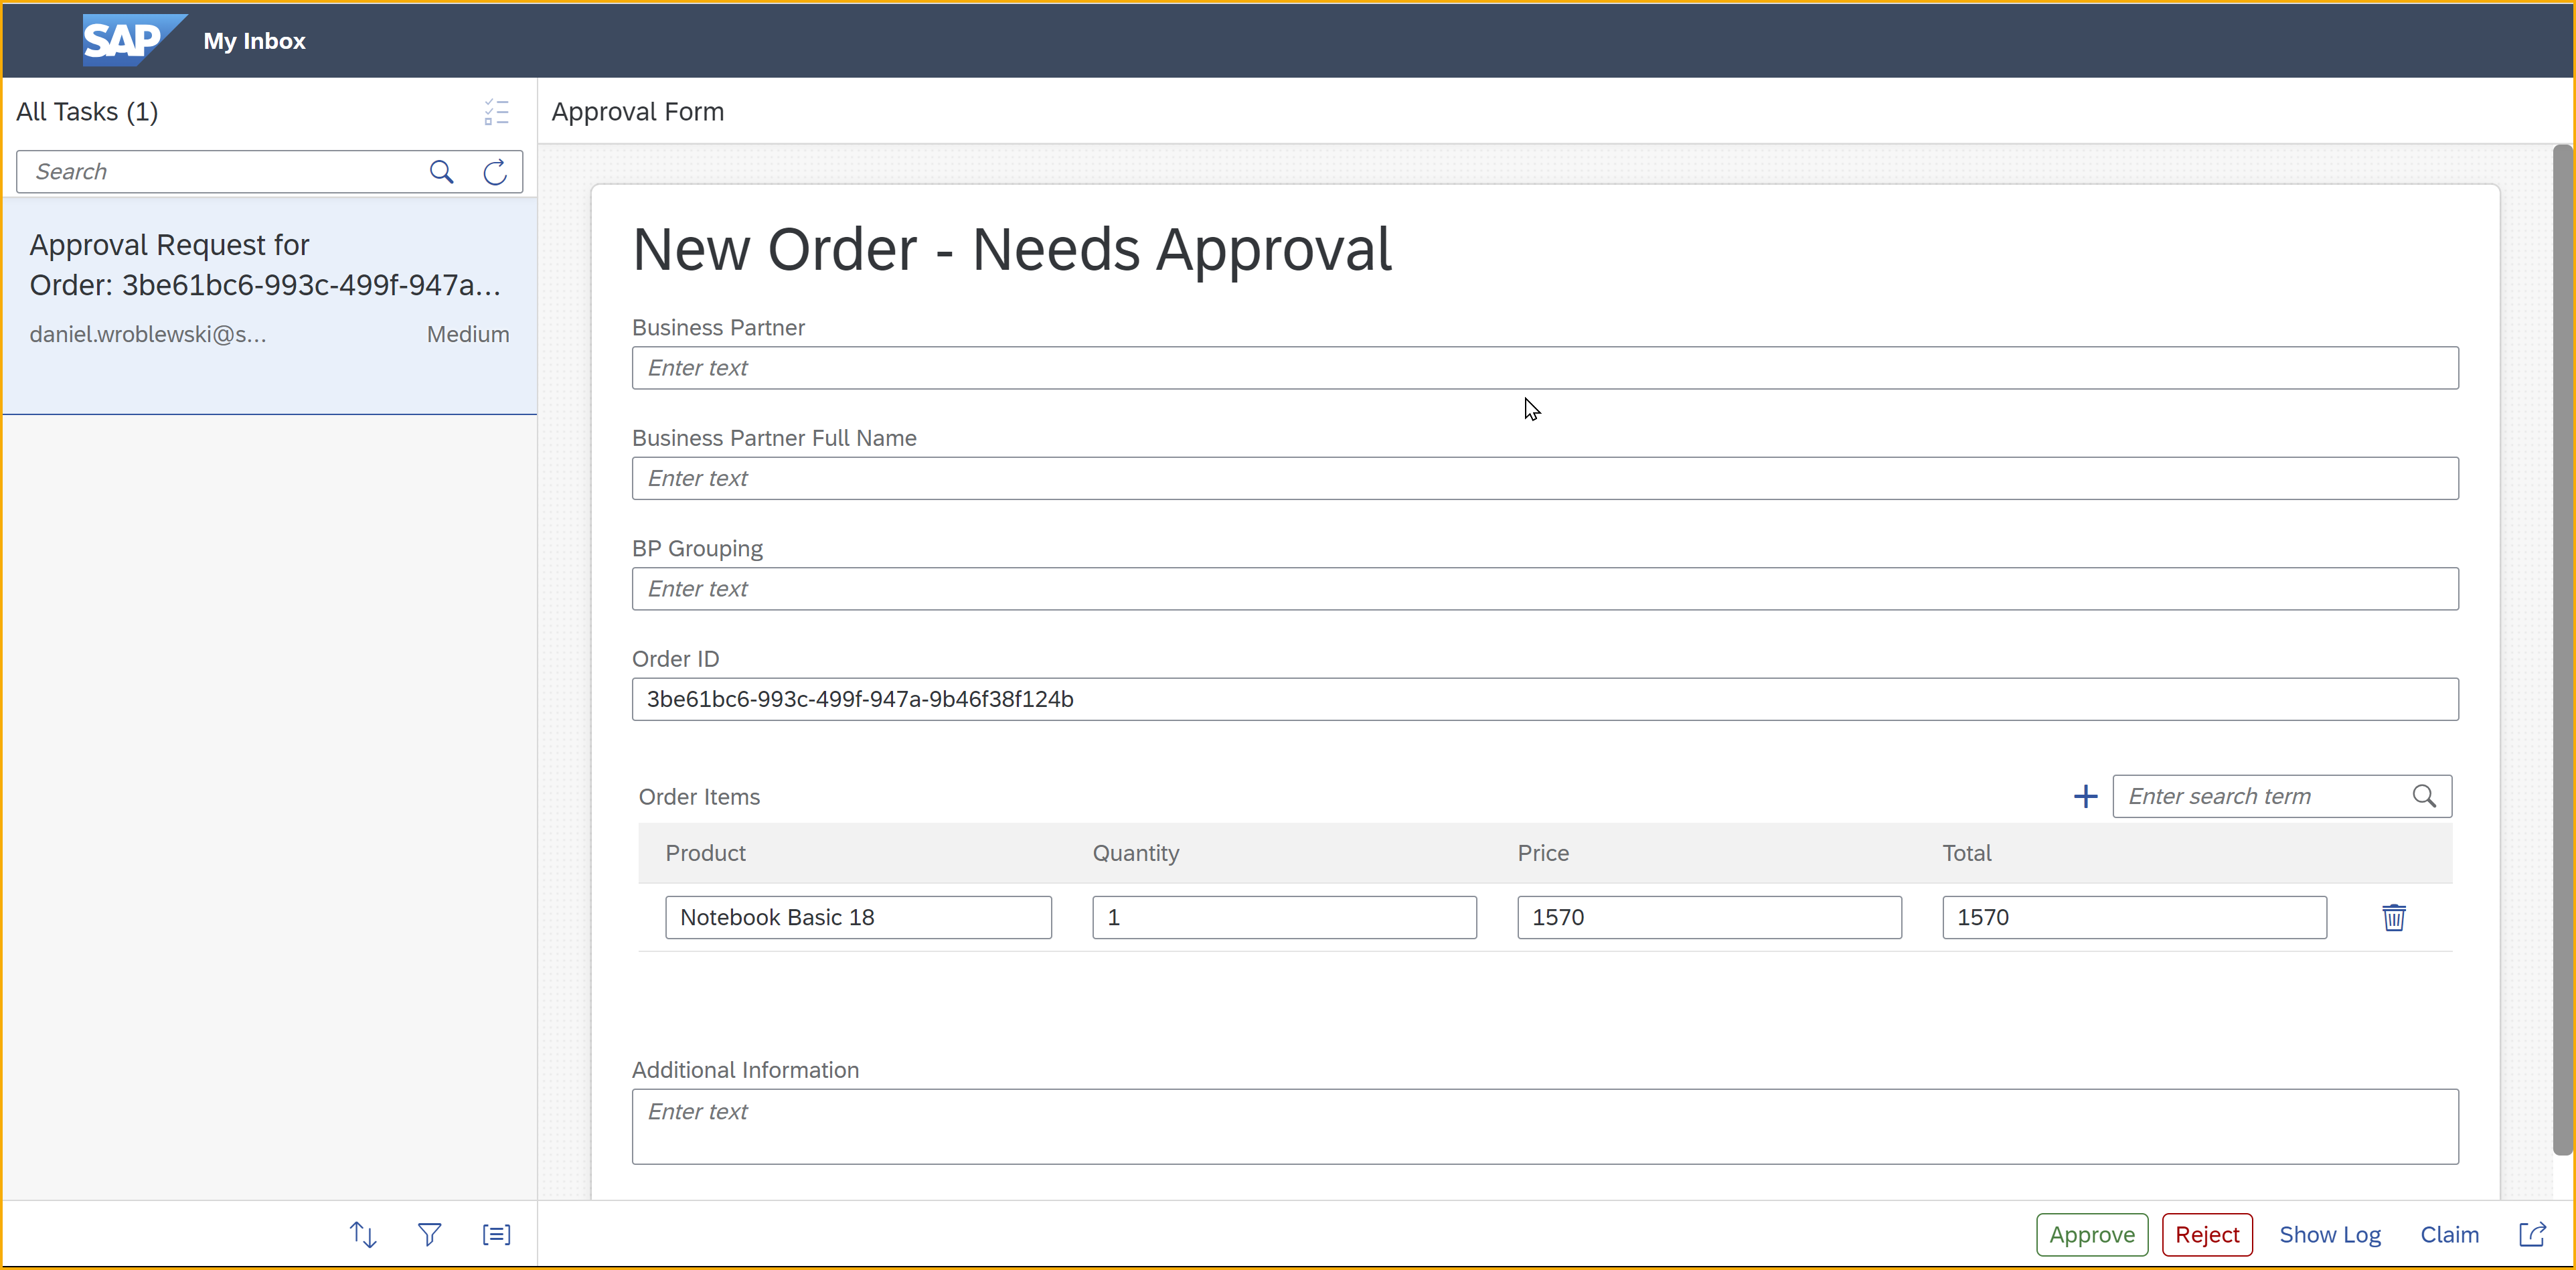 SAP My Inbox
All Tasks (1)
Search
Approval Request for
Order: 3be61bc6-993c-499f-947a...
daniel.wroblewski@s... Medium
Approval Form
New Order - Needs Approval
Business Partner
Enter text
Business Partner Full Name
Enter text
BP Grouping
Enter text
Order ID
3be61bc6-993c-499f-947a-9b46f38f124b
Order Items Enter search term
Product Quantity Price Total
Notebook Basic 18 1 1570 1570
Additional Information
Enter text
Approve Reject Show Log Claim